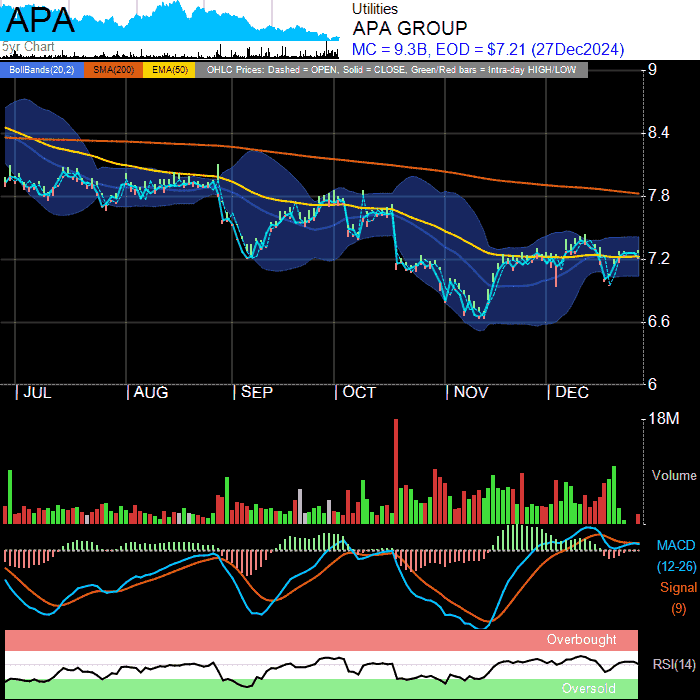 APA
5yr Chart
Utilities
APA GROUP
MC = 9.3B, EOD = $7.21 (27Dec2024)
BollBands(20,2) SMA(200) EMA(50) OHLC Prices: Dashed = OPEN, Solid = CLOSE, Green/Red bars = Intra-day HIGH/LOW
9
8.4
7.8
7.2
6.6
6
JUL AUG SEP OCT NOV DEC
18M
Volume
MACD
(12-26)
Signal
(9)
Overbought
RSI(14)
Oversold